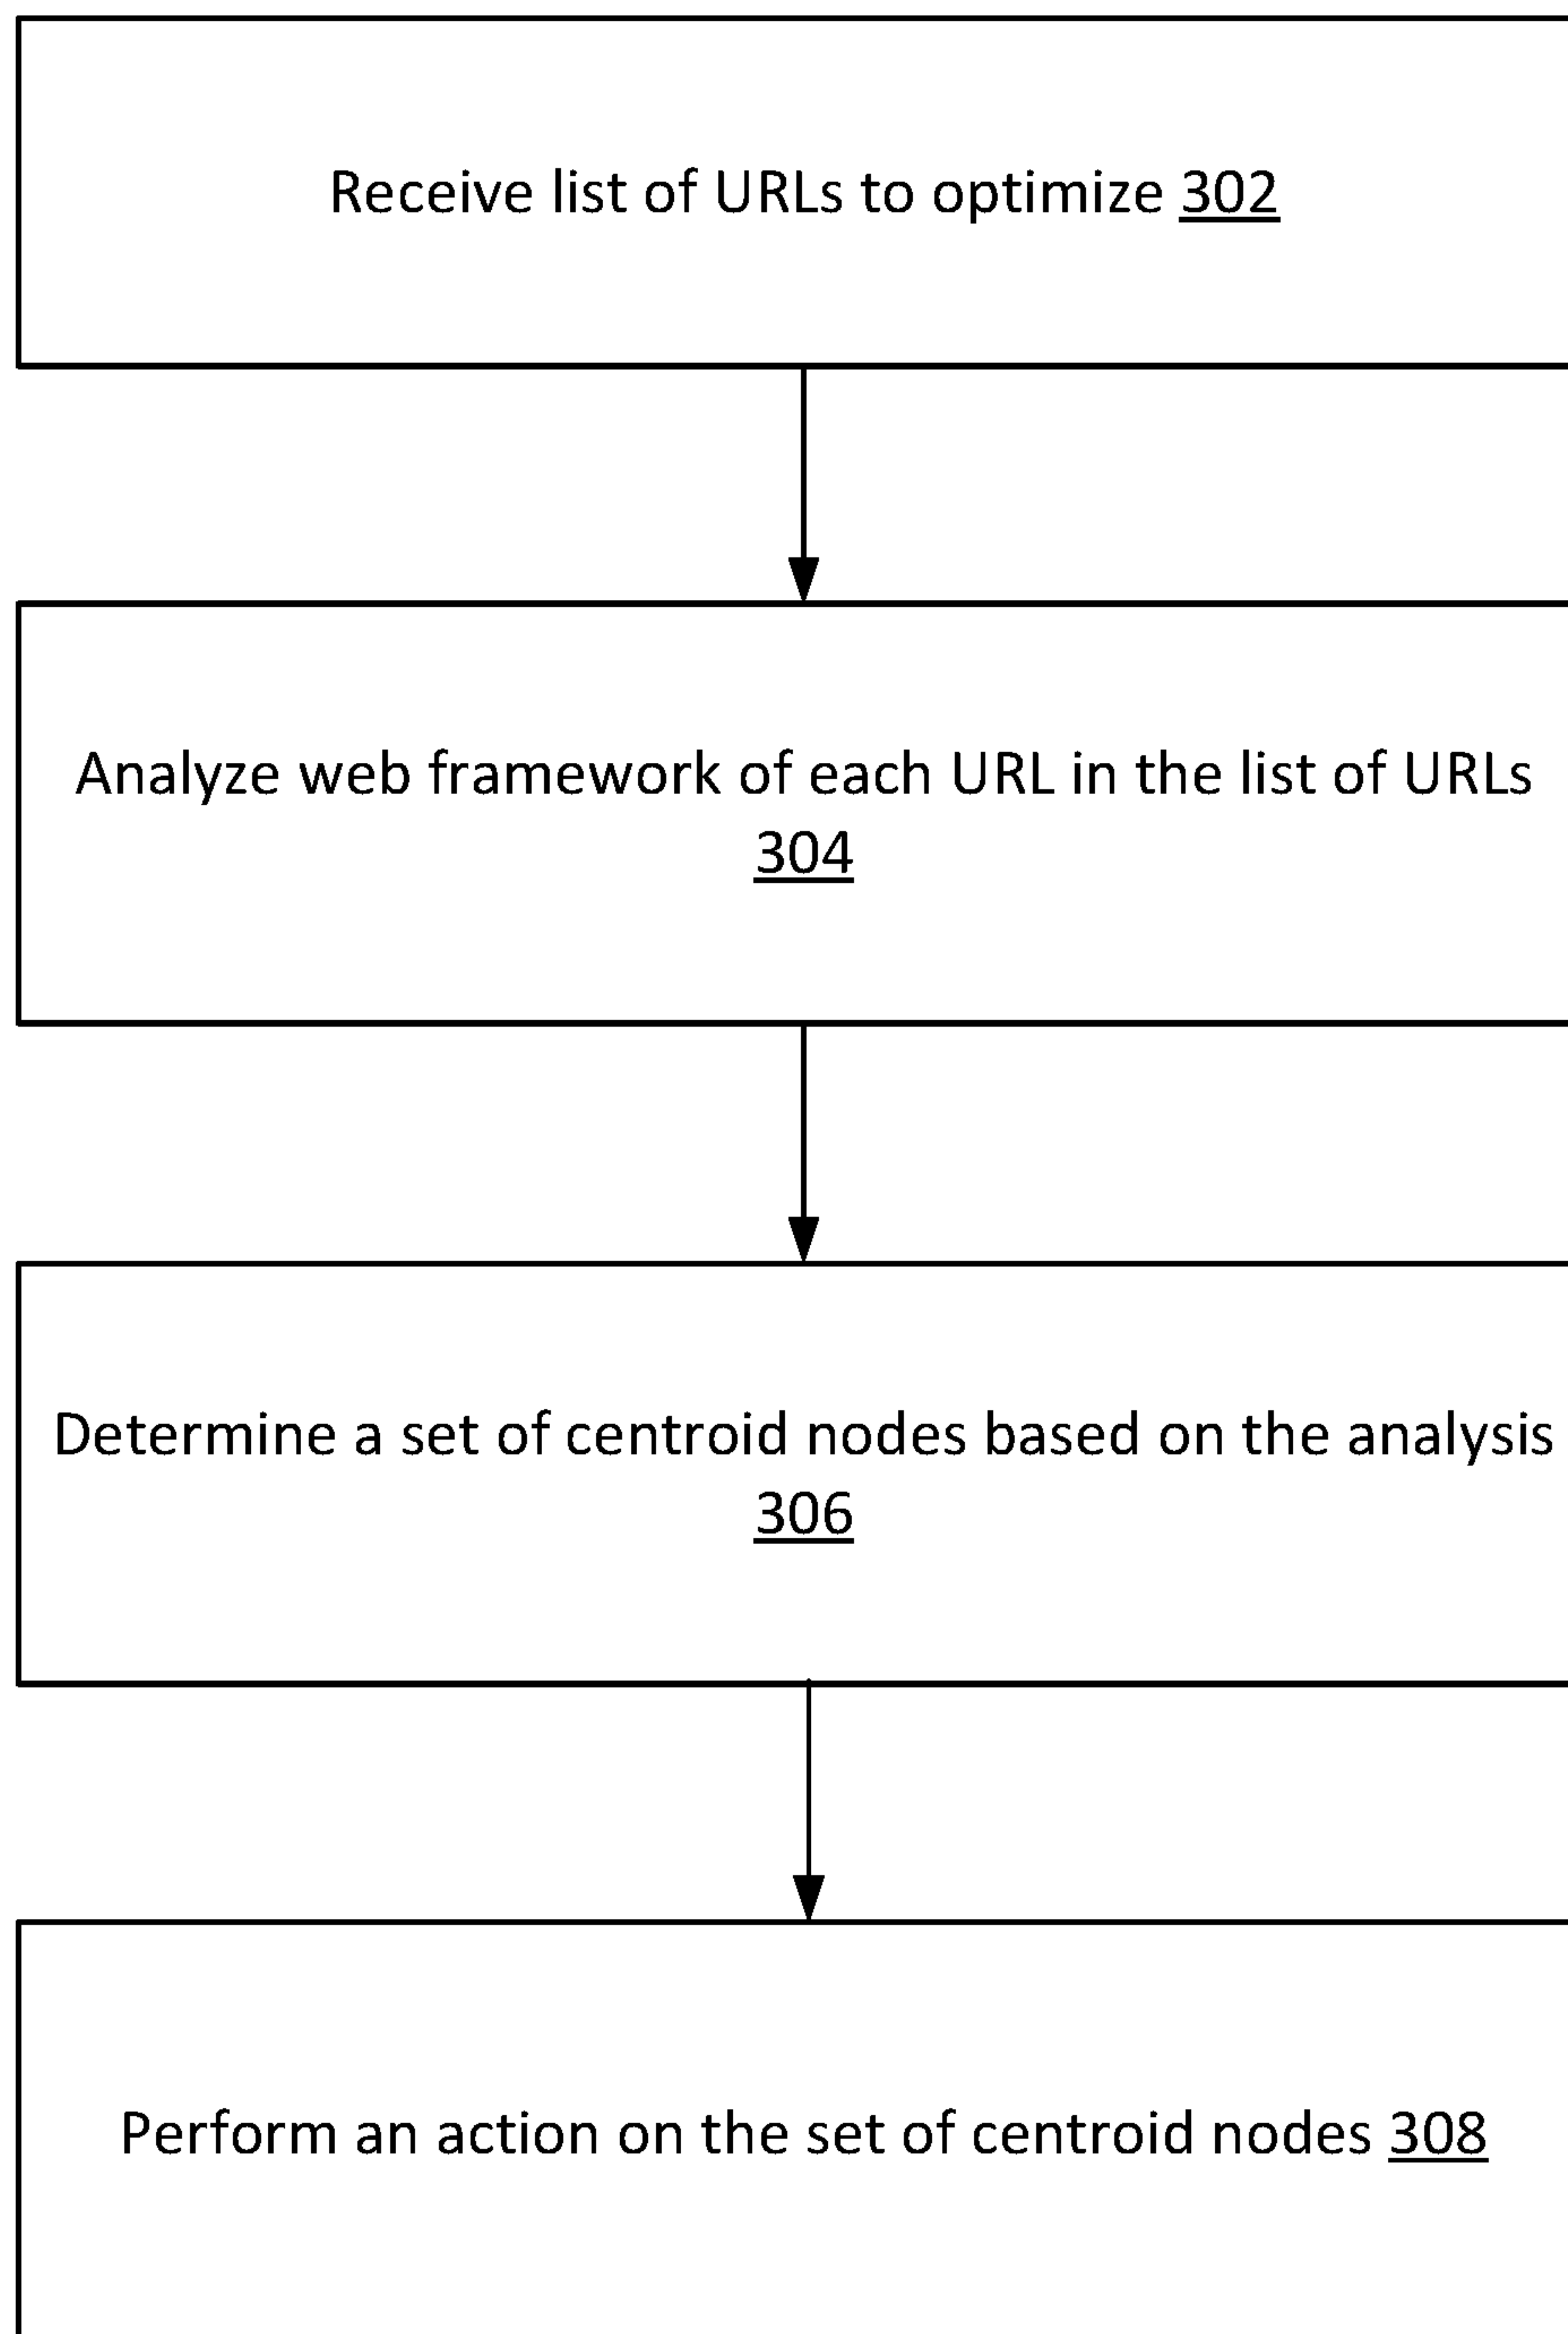 Receive list of URLs to optimize 302
Analyze web framework of each URL in the list of URLs
304
Determine a set of centroid nodes based on the analysis
306
Perform an action on the set of centroid nodes 308